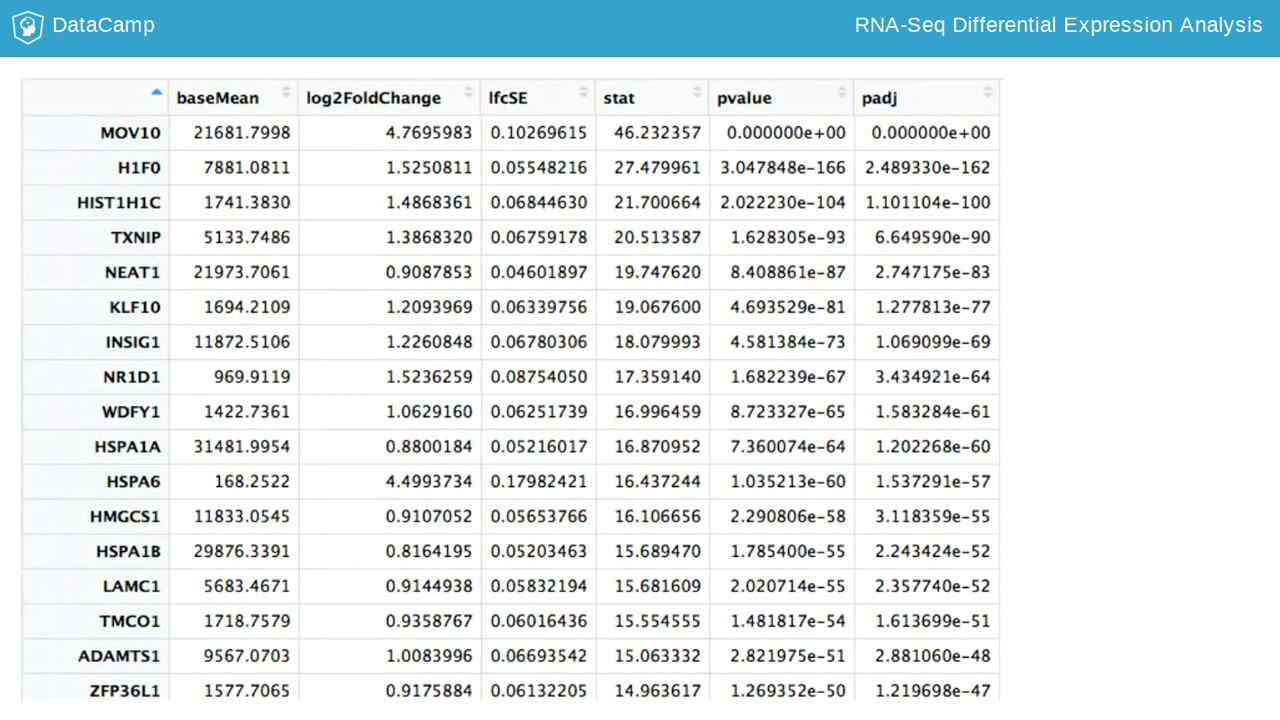 DataCamp RNA-Seq Differential Expression Analysis
baseMean log2FoldChange lfcSE stat pvalue padj
MOV10 21681.7998 4.7695983 0.10269615 46.232357 0.000000e+00 0.000000e+00
H1F0 7881.0811 1.5250811 0.05548216 27.479961 3.047848e-166 2.489330e-162
HIST1H1C 1741.3830 1.4868361 0.06844630 21.700664 2.022230e-104 1.101104e-100
TXNIP 5133.7486 1.3868320 0.06759178 20.513587 1.628305e-93 6.649590e-90
NEAT1 21973.7061 0.9087853 0.04601897 19.747620 8.408861e-87 2.747175e-83
KLF10 1694.2109 1.2093969 0.06339756 19.067600 4.693529e-81 1.277813e-77
INSIG1 11872.5106 1.2260848 0.06780306 18.079993 4.581384e-73 1.069099e-69
NR1D1 969.9119 1.5236259 0.08754050 17.359140 1.682239e-67 3.434921e-64
WDFY1 1422.7361 1.0629160 0.06251739 16.996459 8.723327e-65 1.583284e-61
HSPA1A 31481.9954 0.8800184 0.05216017 16.870952 7.360074e-64 1.202268e-60
HSPA6 168.2522 4.4993734 0.17982421 16.437244 1.035213e-60 1.537291e-57
HMGCS1 11833.0545 0.9107052 0.05653766 16.106656 2.290806e-58 3.118359e-55
HSPA1B 29876.3391 0.8164195 0.05203463 15.689470 1.785400e-55 2.243424e-52
LAMC1 5683.4671 0.9144938 0.05832194 15.681609 2.020714e-55 2.357740e-52
TMCO1 1718.7579 0.9358767 0.06016436 15.554555 1.481817e-54 1.613699e-51
ADAMTS1 9567.0703 1.0083996 0.06693542 15.063332 2.821975e-51 2.881060e-48
ZFP36L1 1577.7065 0.9175884 0.06132205 14.963617 1.269352e-50 1.219698e-47